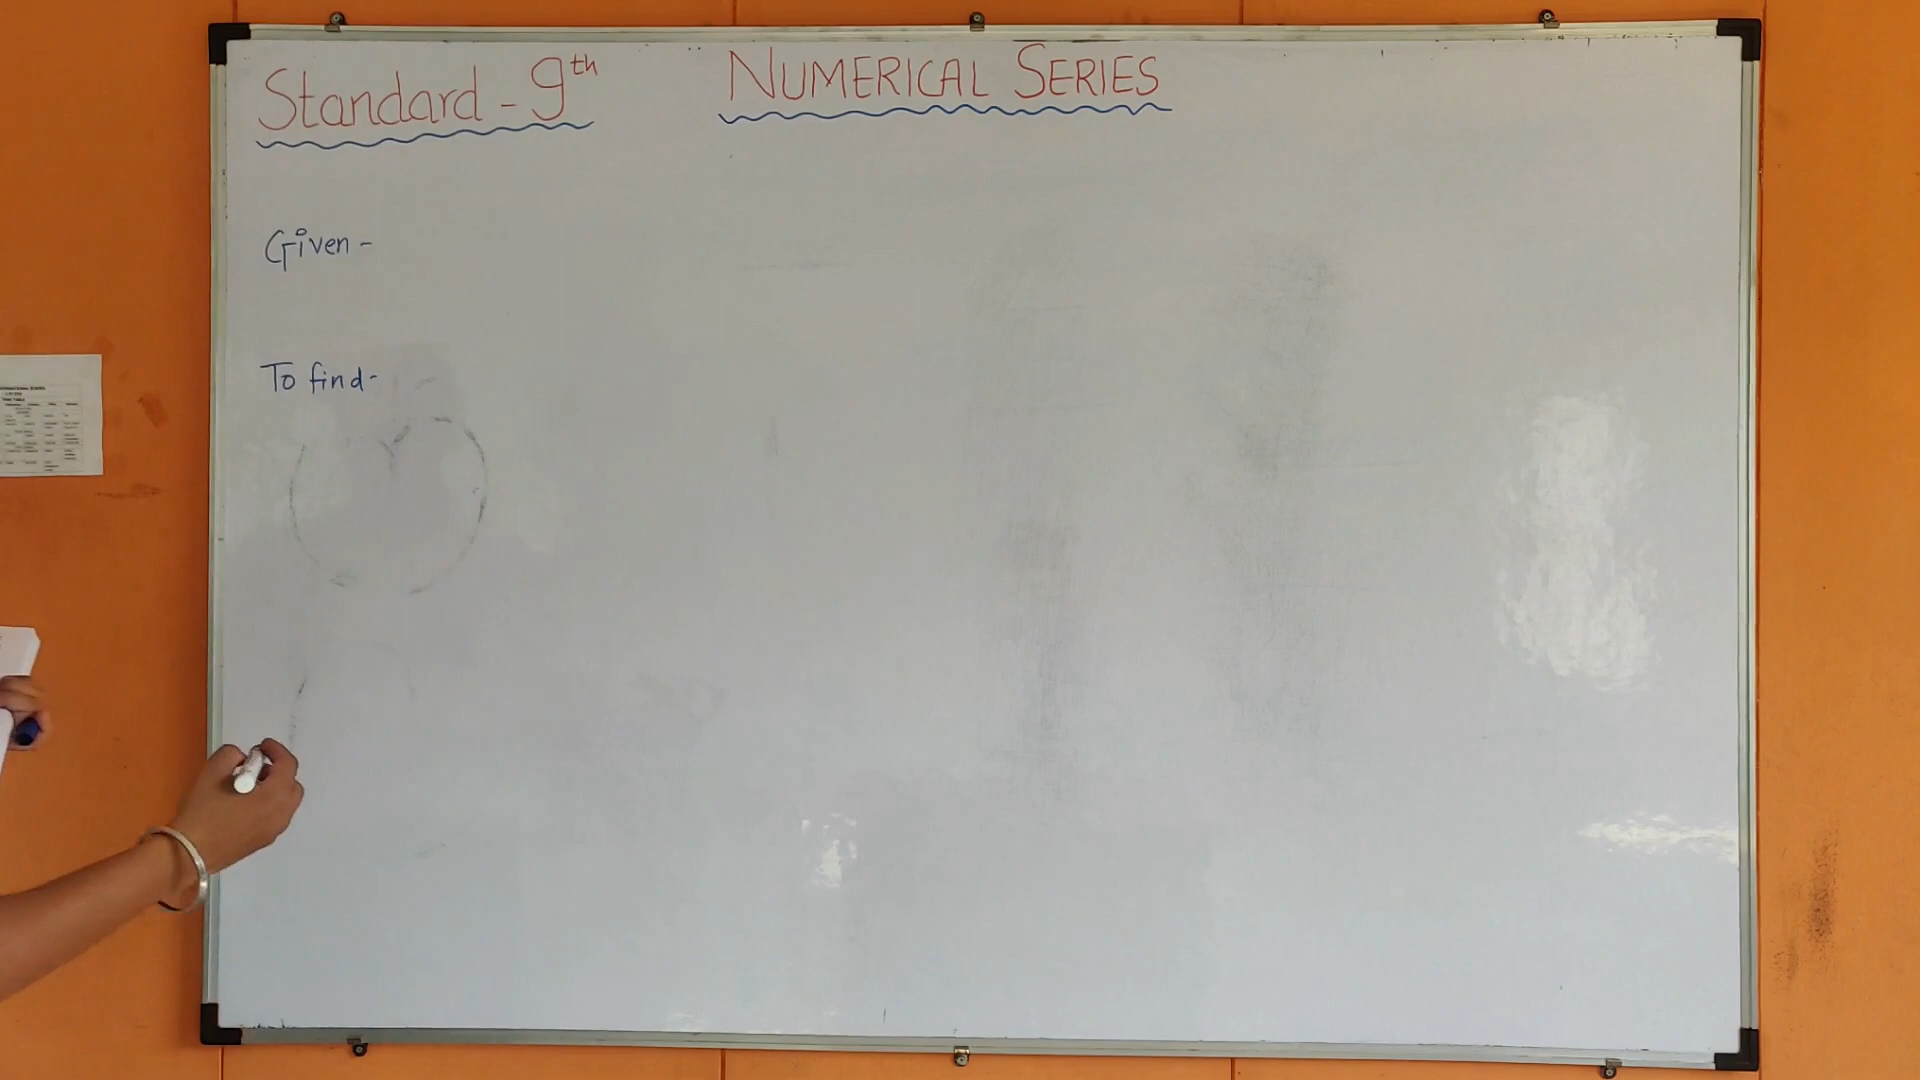 Standard - 9th
NUMERICAL SERIES
Given -
To find -